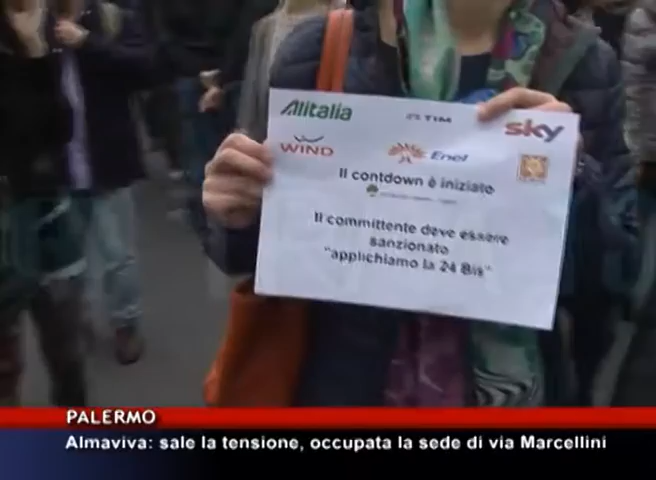 Alitalia
TIM
sky
WIND
Enel
Il contdown è iniziato
Il committente deve essere
sanzionato
"applichiamo la 24 Bis"
PALERMO
Almaviva: sale la tensione, occupata la sede di via Marcellini